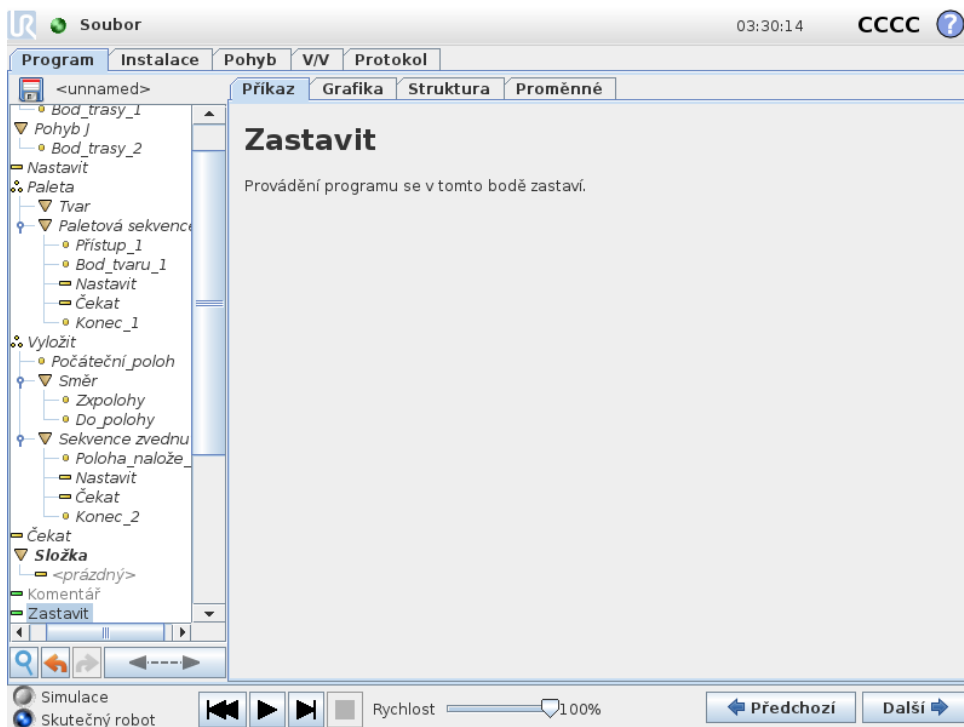 UR Soubor 03:30:14 CCCC ?
Program Instalace Pohyb V/V Protokol
<unnamed> Příkaz Grafika Struktura Proměnné
Bod_trasy_1
Pohyb J
Bod_trasy_2
Nastavit
Paleta
Tvar
Paletová sekvence
Přístup_1
Bod_tvaru_1
Nastavit
Čekat
Konec_1
Vyložit
Počáteční_poloh
Směr
Zxpolohy
Do_polohy
Sekvence zvednu
Poloha_nalože_
Nastavit
Čekat
Konec_2
Čekat
Složka
<prázdný>
Komentář
Zastavit
Zastavit
Provádění programu se v tomto bodě zastaví.
Simulace
Skutečný robot
Rychlost 100%
Předchozí Další